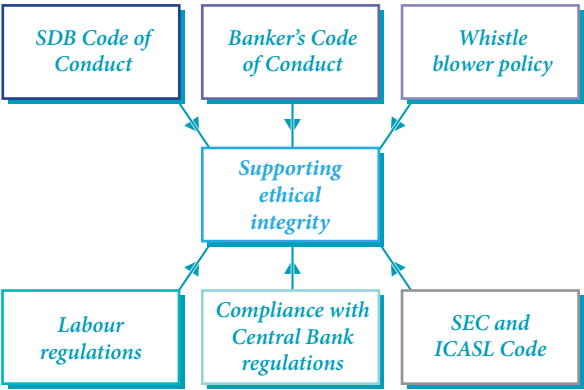 SDB Code of
Conduct
Banker's Code
of Conduct
Whistle
blower policy
Supporting
ethical
integrity
Labour
regulations
Compliance with
Central Bank
regulations
SEC and
ICASL Code